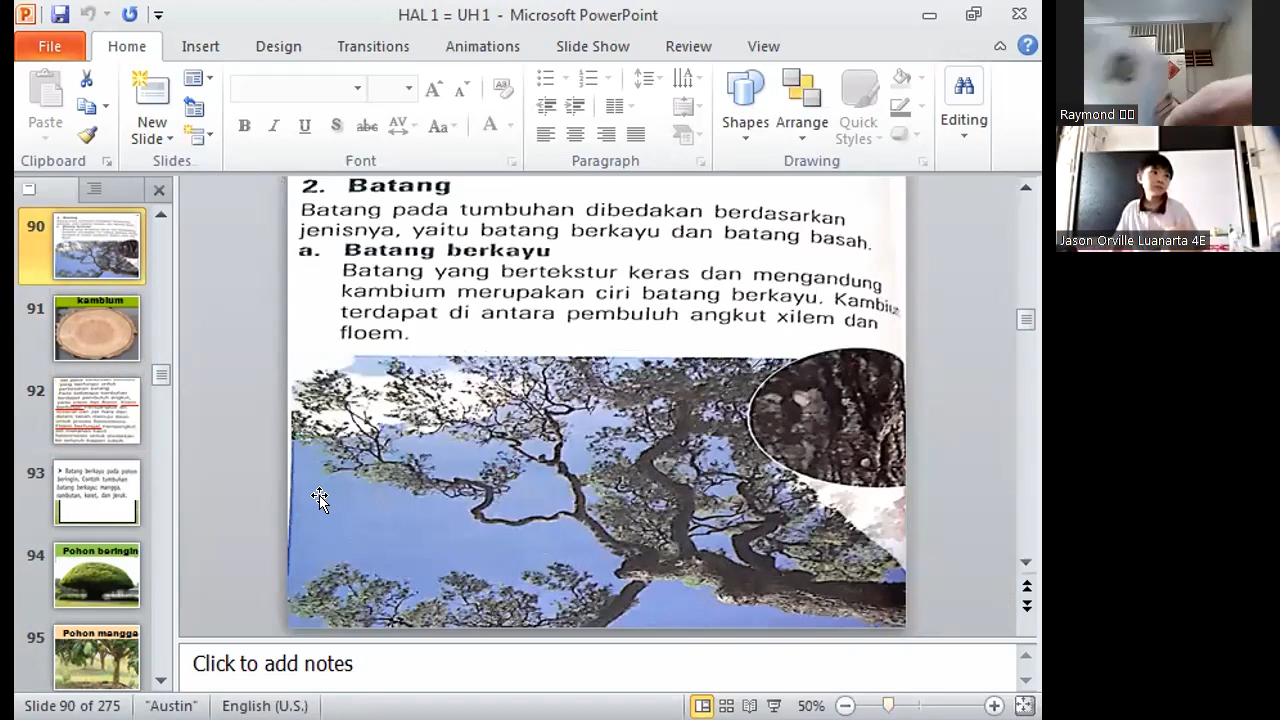 HAL 1 = UH 1 - Microsoft PowerPoint
File Home Insert Design Transitions Animations Slide Show Review View
Paste
New Slide
Shapes Arrange Quick Styles
Editing
Clipboard Slides Font Paragraph Drawing
2. Batang
Batang pada tumbuhan dibedakan berdasarkan
jenisnya, yaitu batang berkayu dan batang basah.
a. Batang berkayu
Batang yang bertekstur keras dan mengandung
kambium merupakan ciri batang berkayu. Kambium
terdapat di antara pembuluh angkut xilem dan
floem.
90
91
kambium
92
93
Batang berkayu pada pohon
beringin. Contoh tumbuhan
batang berkayu: mangga,
rambutan, karet, dan jeruk.
94
Pohon beringin
95
Pohon mangga
Click to add notes
Slide 90 of 275 "Austin" English (U.S.) 50%
Raymond
Jason Orville Luanarta 4E